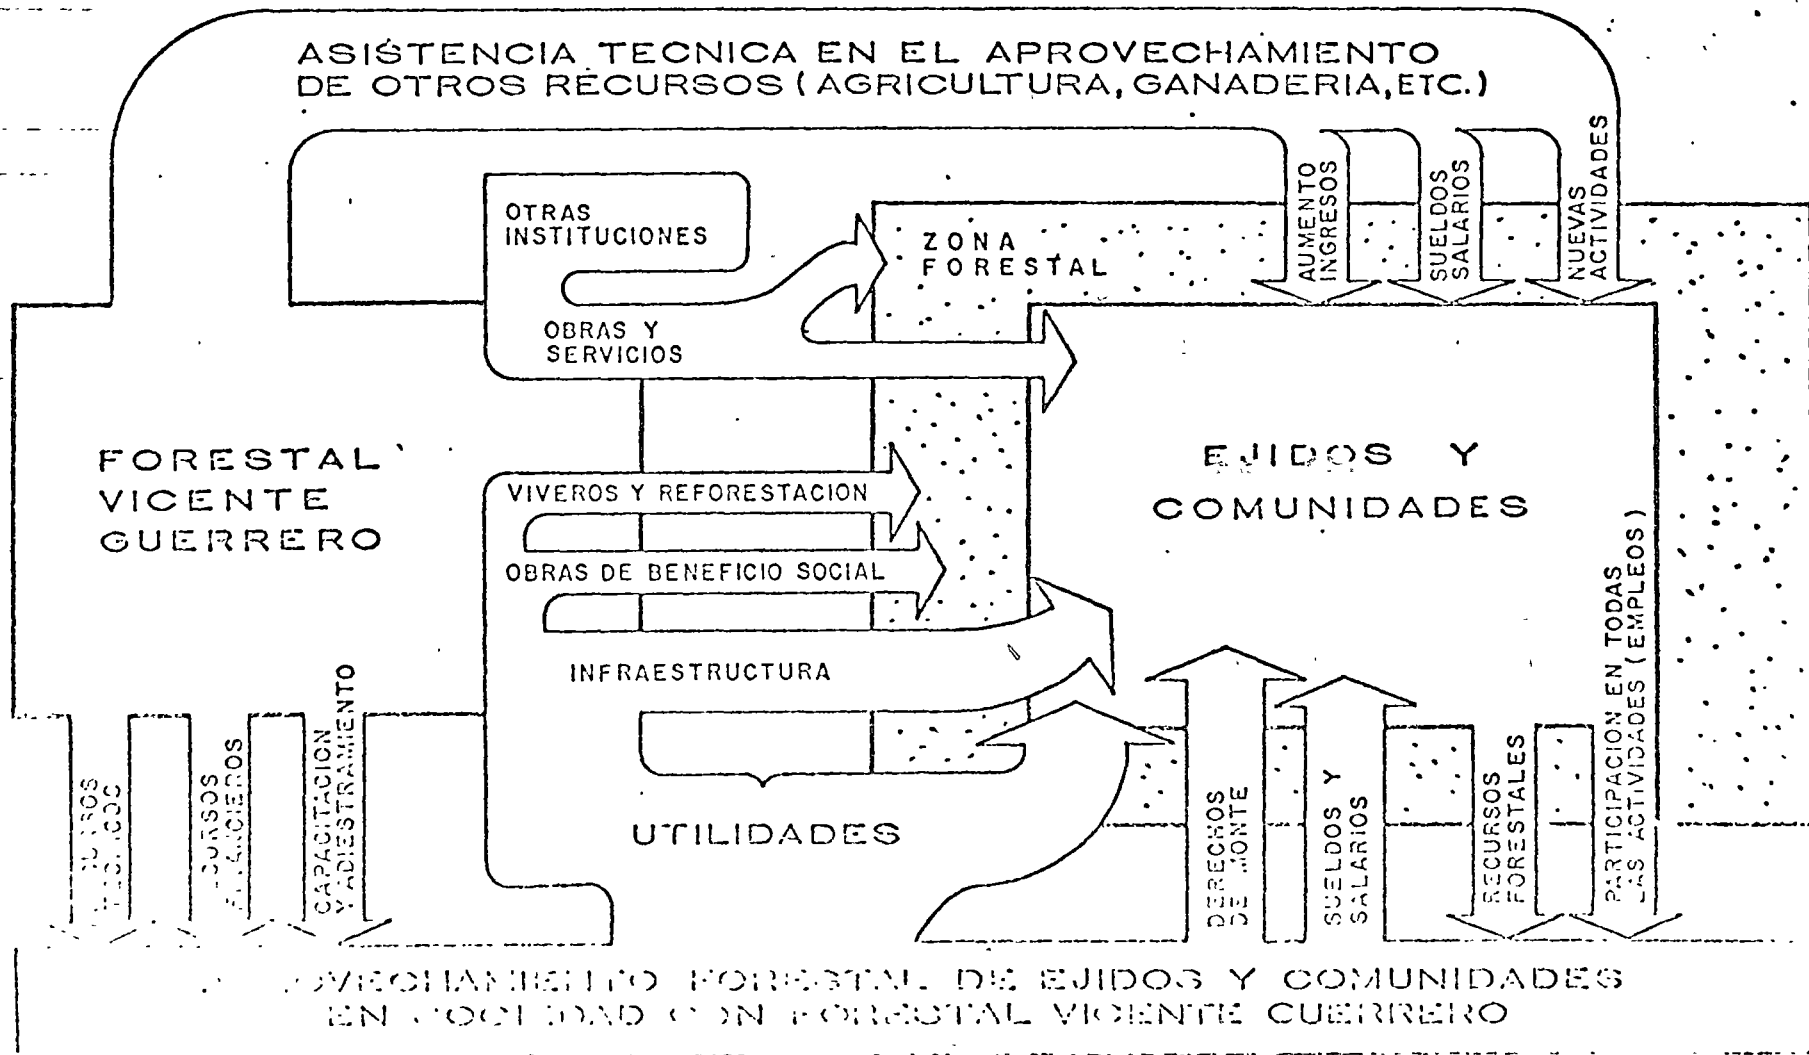 ASISTENCIA TECNICA EN EL APROVECHAMIENTO
DE OTROS RECURSOS (AGRICULTURA, GANADERIA, ETC.)
AUMENTO
INGRESOS
SUELDOS
SALARIOS
NUEVAS
ACTIVIDADES
OTRAS
INSTITUCIONES
ZONA
FORESTAL
OBRAS Y
SERVICIOS
FORESTAL
VICENTE
GUERRERO
EJIDOS Y
COMUNIDADES
VIVEROS Y REFORESTACION
OBRAS DE BENEFICIO SOCIAL
INFRAESTRUCTURA
UTILIDADES
CAPACITACION
Y ADIESTRAMIENTO
DERECHOS
DE MONTE
SUELDOS Y
SALARIOS
RECURSOS
FORESTALES
PARTICIPACION EN TODAS
LAS ACTIVIDADES (EMPLEOS)
FORESTAL DE EJIDOS Y COMUNIDADES
EN CON FORESTAL VICENTE GUERRERO